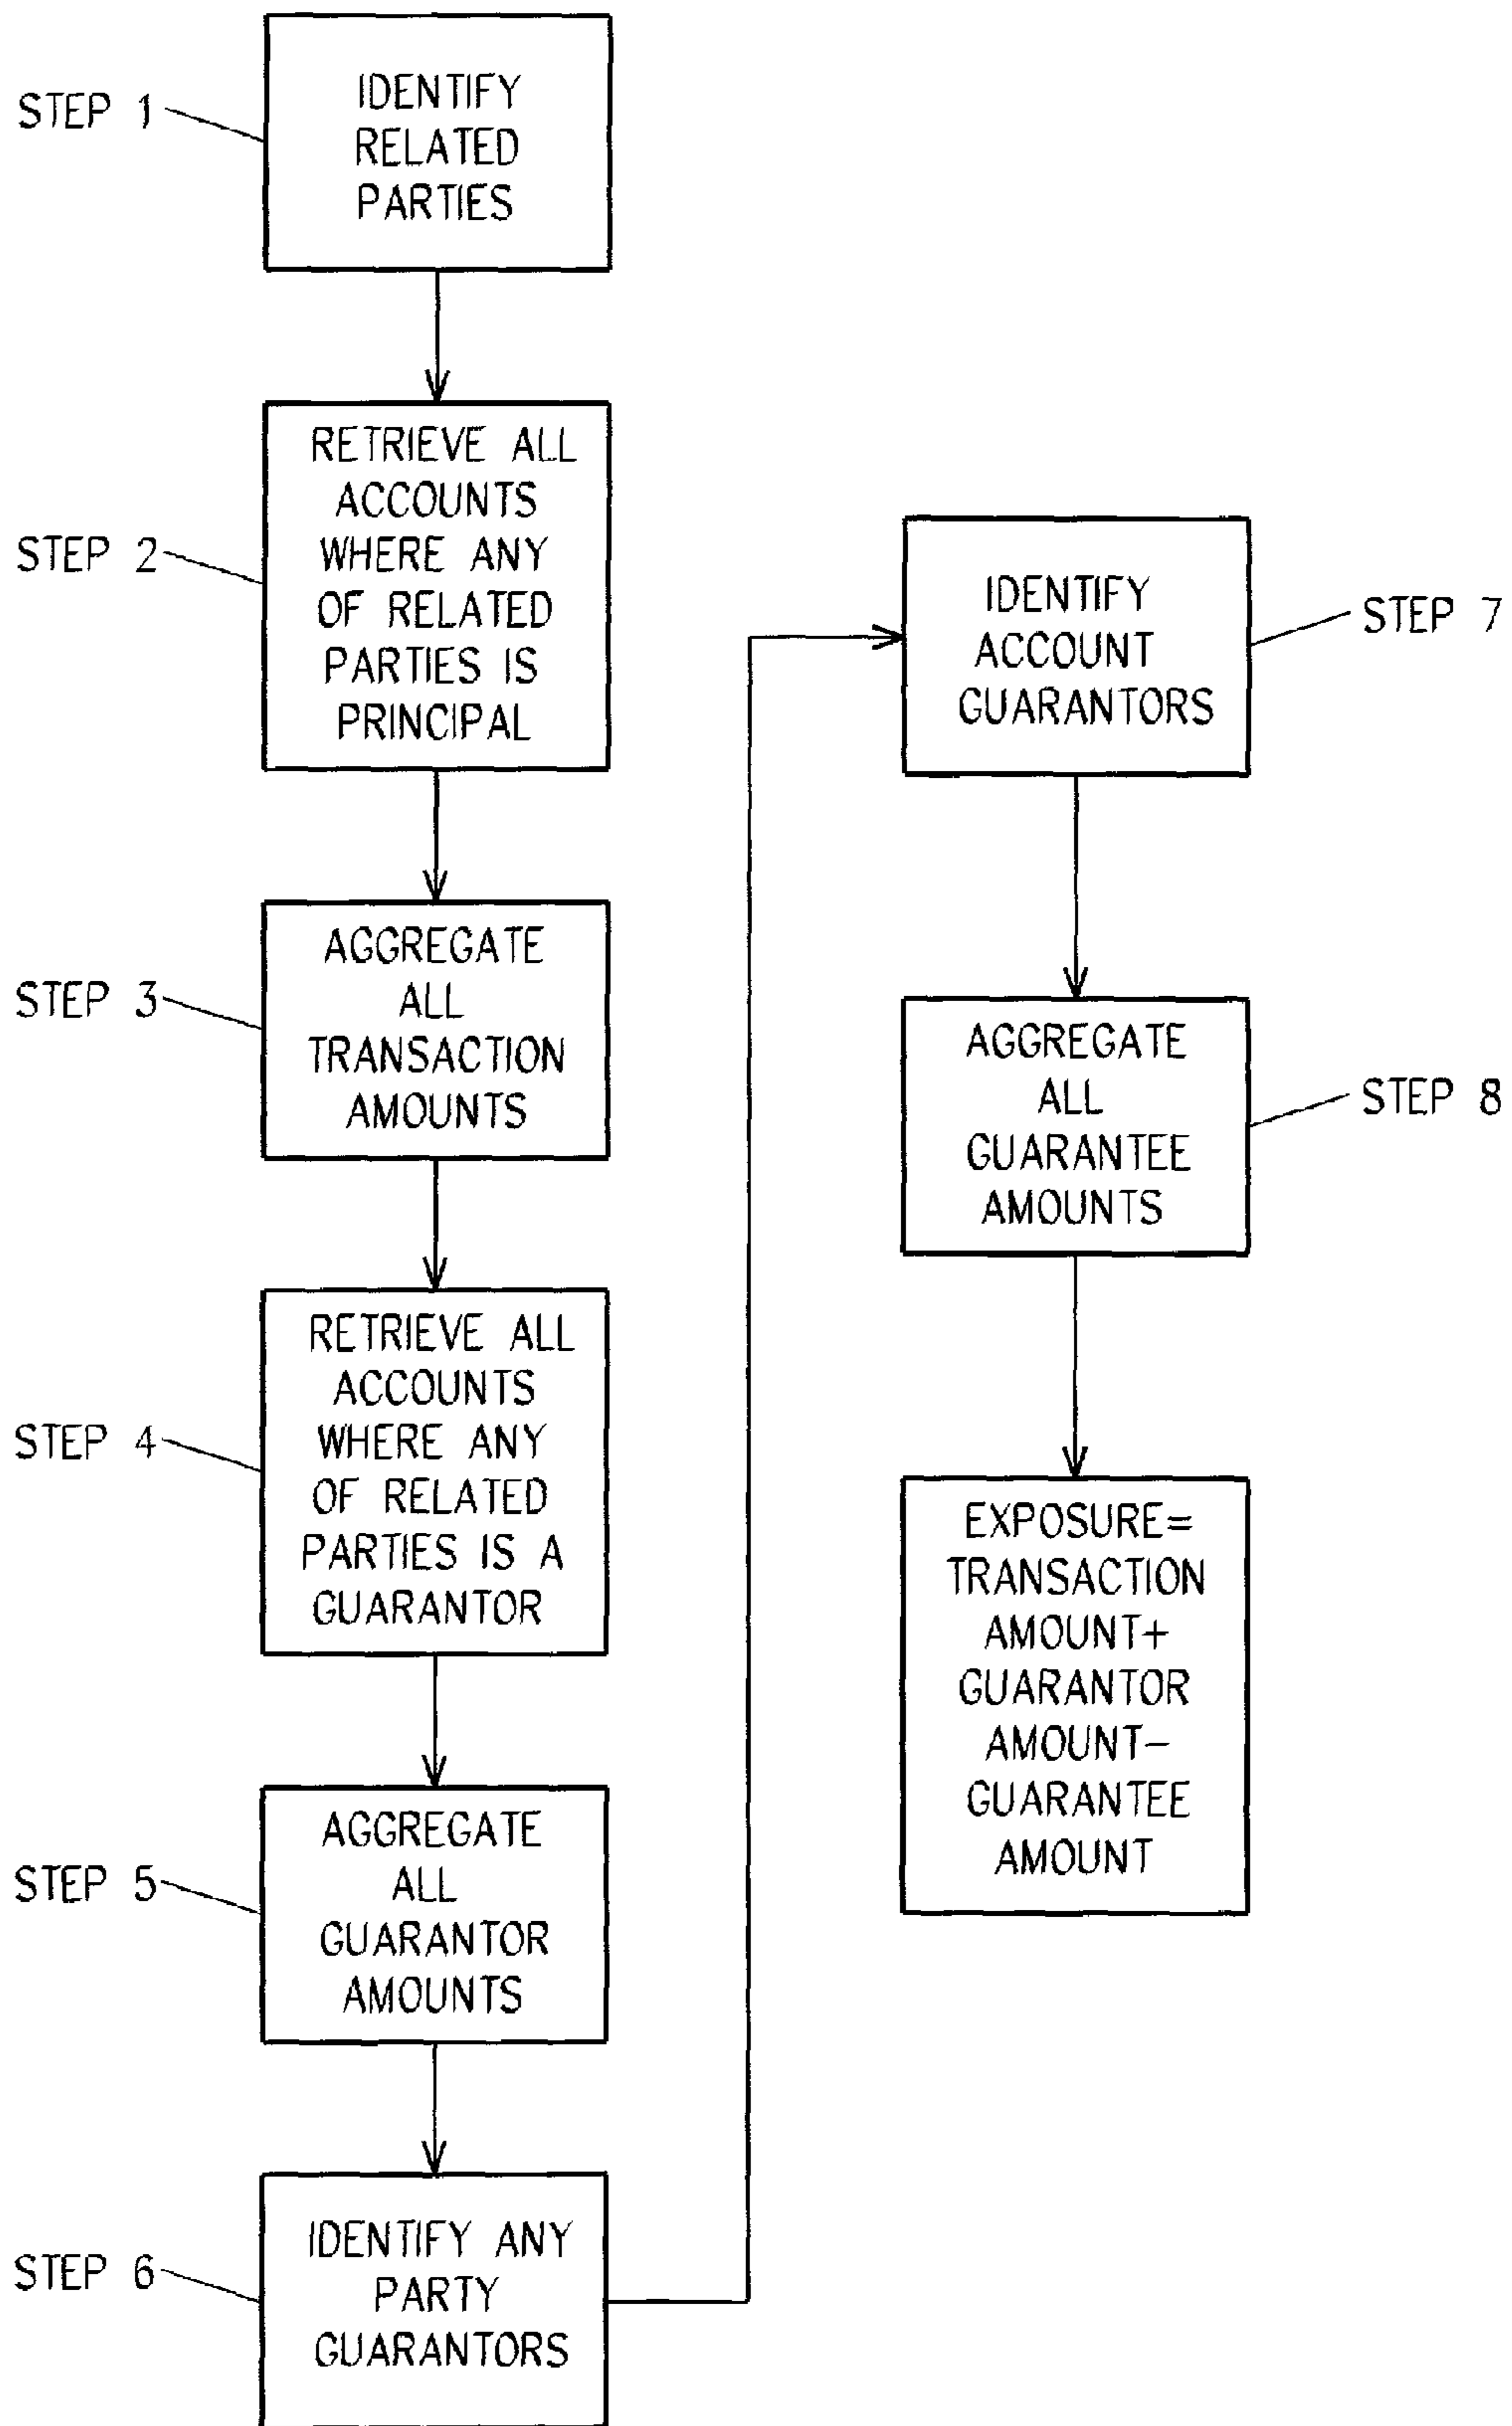 STEP 1
IDENTIFY
RELATED
PARTIES
STEP 2
RETRIEVE ALL
ACCOUNTS
WHERE ANY
OF RELATED
PARTIES IS
PRINCIPAL
STEP 3
AGGREGATE
ALL
TRANSACTION
AMOUNTS
STEP 4
RETRIEVE ALL
ACCOUNTS
WHERE ANY
OF RELATED
PARTIES IS A
GUARANTOR
STEP 5
AGGREGATE
ALL
GUARANTOR
AMOUNTS
STEP 6
IDENTIFY ANY
PARTY
GUARANTORS
IDENTIFY
ACCOUNT
GUARANTORS
STEP 7
AGGREGATE
ALL
GUARANTEE
AMOUNTS
STEP 8
EXPOSURE=
TRANSACTION
AMOUNT+
GUARANTOR
AMOUNT-
GUARANTEE
AMOUNT